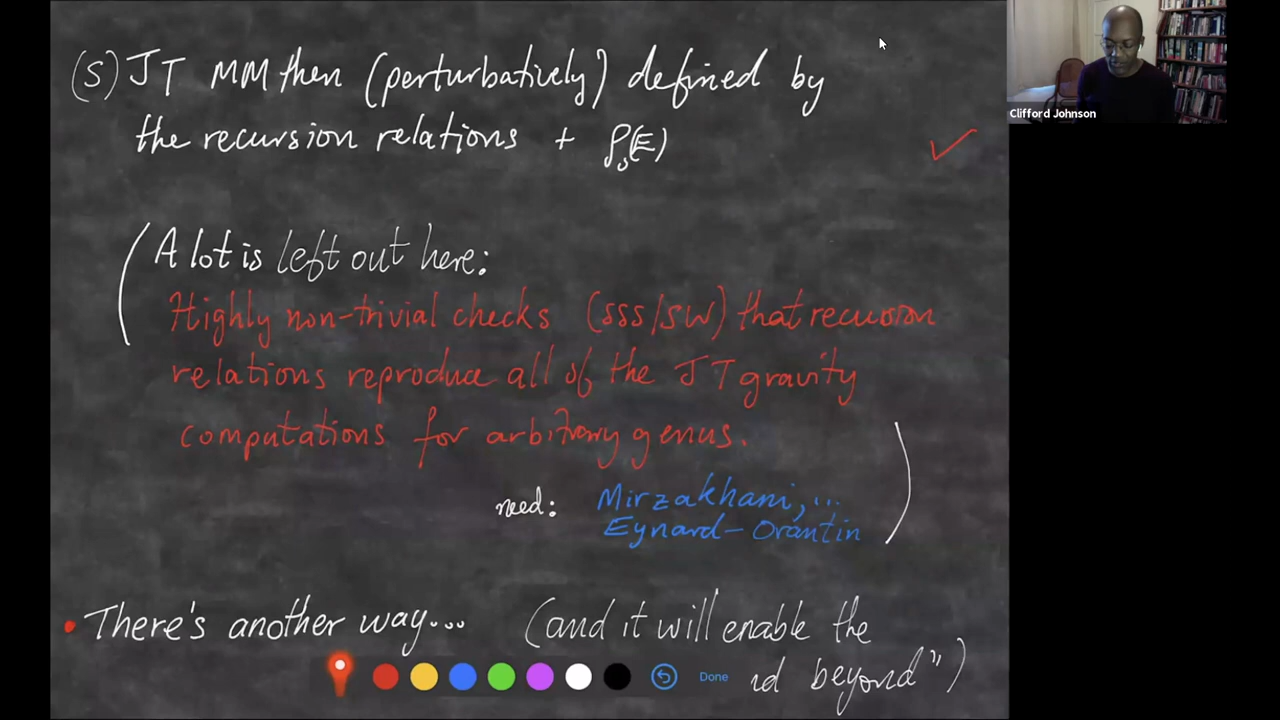 (S) JT MM then (perturbatively) defined by
the recursion relations + ρ₀(E)
(A lot is left out here:
Highly non-trivial checks (SSS/SW) that recursion
relations reproduce all of the JT gravity
computations for arbitrary genus.
need: Mirzakhani, ...
Eynard-Orantin )
• There's another way... (and it will enable the
beyond")
Done
Clifford Johnson